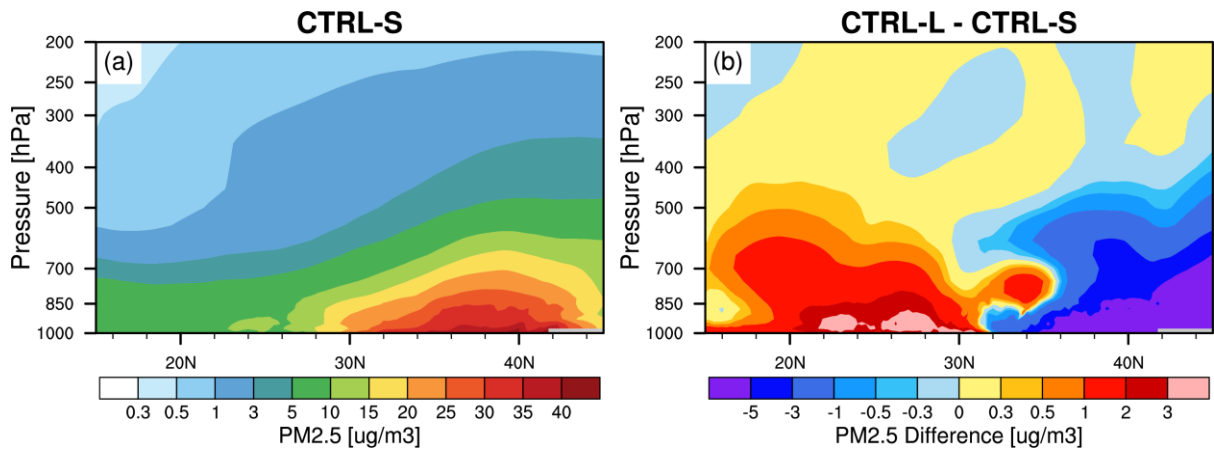 CTRL-S
CTRL-L - CTRL-S
(a)
200
250
300
400
500
700
850
1000
Pressure [hPa]
20N 30N 40N
0.3 0.5 1 3 5 10 15 20 25 30 35 40
PM2.5 [ug/m3]
(b)
200
250
300
400
500
700
850
1000
Pressure [hPa]
20N 30N 40N
-5 -3 -1 -0.5 -0.3 0 0.3 0.5 1 2 3
PM2.5 Difference [ug/m3]